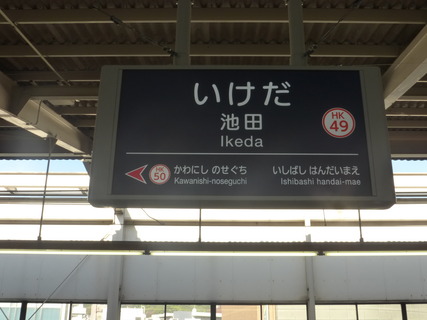 いけだ
池田
Ikeda
HK
49
HK
50
かわにし のせぐち
Kawanishi-noseguchi
いしばし はんだいまえ
Ishibashi handai-mae